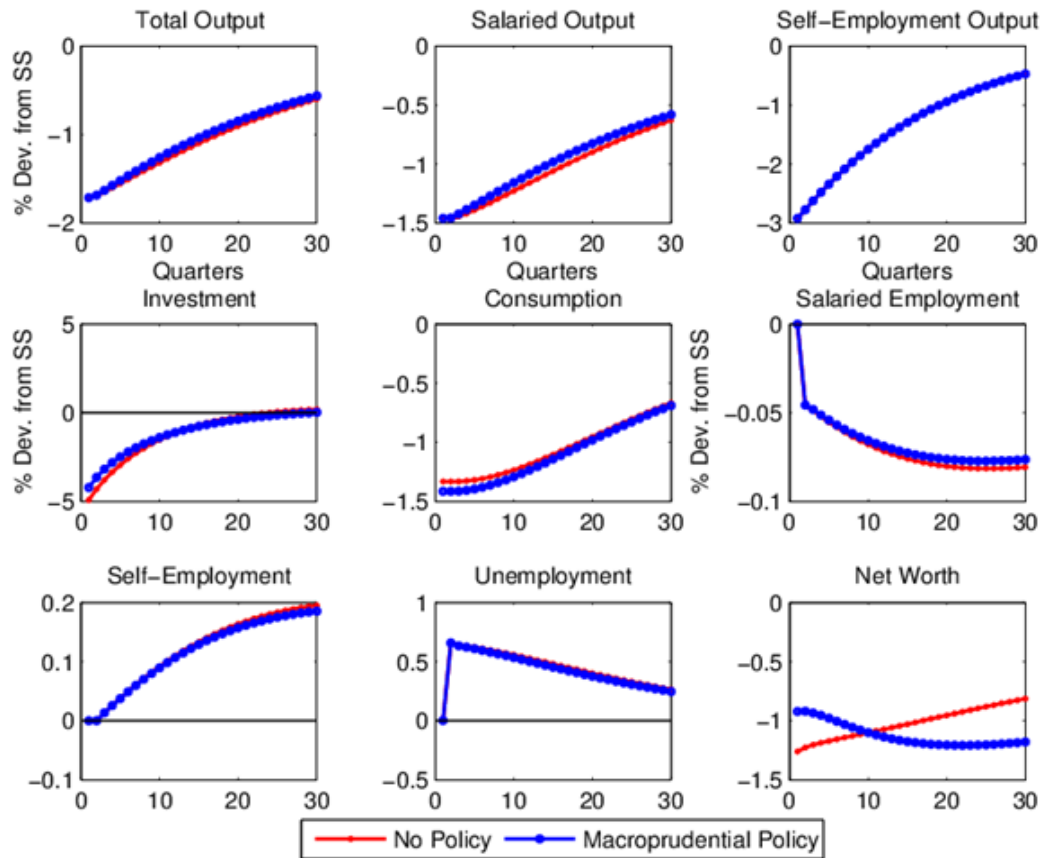 Total Output
Salaried Output
Self−Employment Output
% Dev. from SS
0
−1
−2
0 10 20 30
Quarters
0
−0.5
−1
−1.5
0 10 20 30
Quarters
0
−1
−2
−3
0 10 20 30
Quarters
Investment
Consumption
Salaried Employment
% Dev. from SS
5
0
−5
0 10 20 30
0
−0.5
−1
−1.5
0 10 20 30
% Dev. from SS
0
−0.05
−0.1
0 10 20 30
Self−Employment
Unemployment
Net Worth
0.2
0.1
0
−0.1
0 10 20 30
1
0.5
0
−0.5
0 10 20 30
0
−0.5
−1
−1.5
0 10 20 30
No Policy
Macroprudential Policy